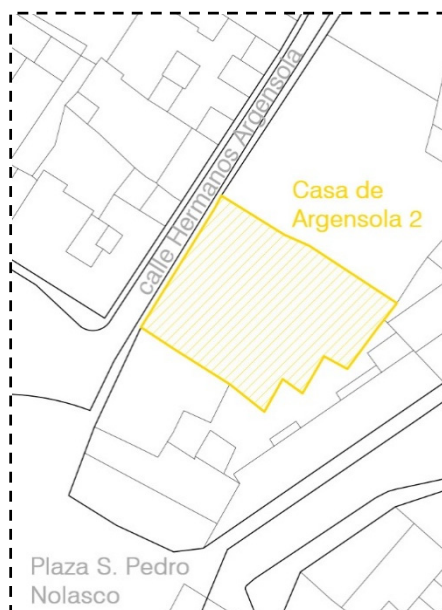 calle Hermanos Argensola
Casa de
Argensola 2
Plaza S. Pedro
Nolasco